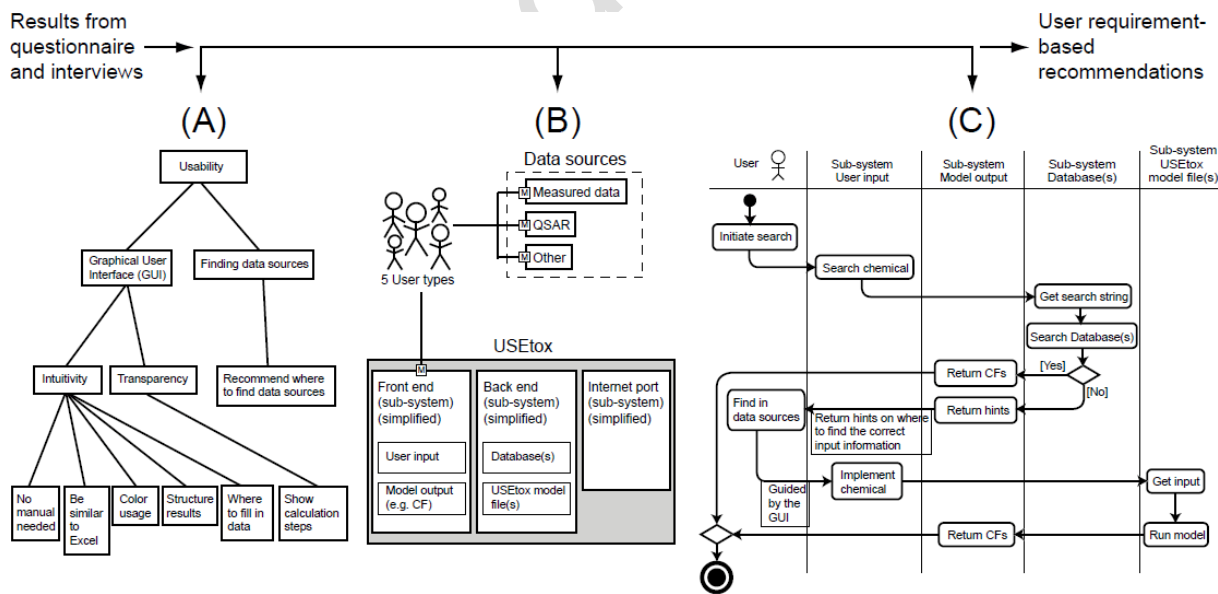 Results from
questionnaire
and interviews
User requirement-
based
recommendations
(A)
(B)
(C)
Usability
Graphical User
Interface (GUI)
Finding data sources
Intuitivity
Transparency
Recommend where
to find data sources
No
manual
needed
Be
similar
to
Excel
Color
usage
Structure
results
Where
to fill in
data
Show
calculation
steps
Data sources
M
Measured data
M
QSAR
M
Other
5 User types
USEtox
M
Front end
(sub-system)
(simplified)
User input
Model output
(e.g. CF)
Back end
(sub-system)
(simplified)
Database(s)
USEtox model
file(s)
Internet port
(sub-system)
(simplified)
User
Sub-system
User input
Sub-system
Model output
Sub-system
Database(s)
Sub-system
USEtox
model file(s)
Initiate search
Search chemical
Get search string
Search Database(s)
[Yes]
[No]
Return CFs
Return hints
Find in
data sources
Return hints on where
to find the correct
input information
Guided
by the
GUI
Implement
chemical
Get input
Run model
Return CFs